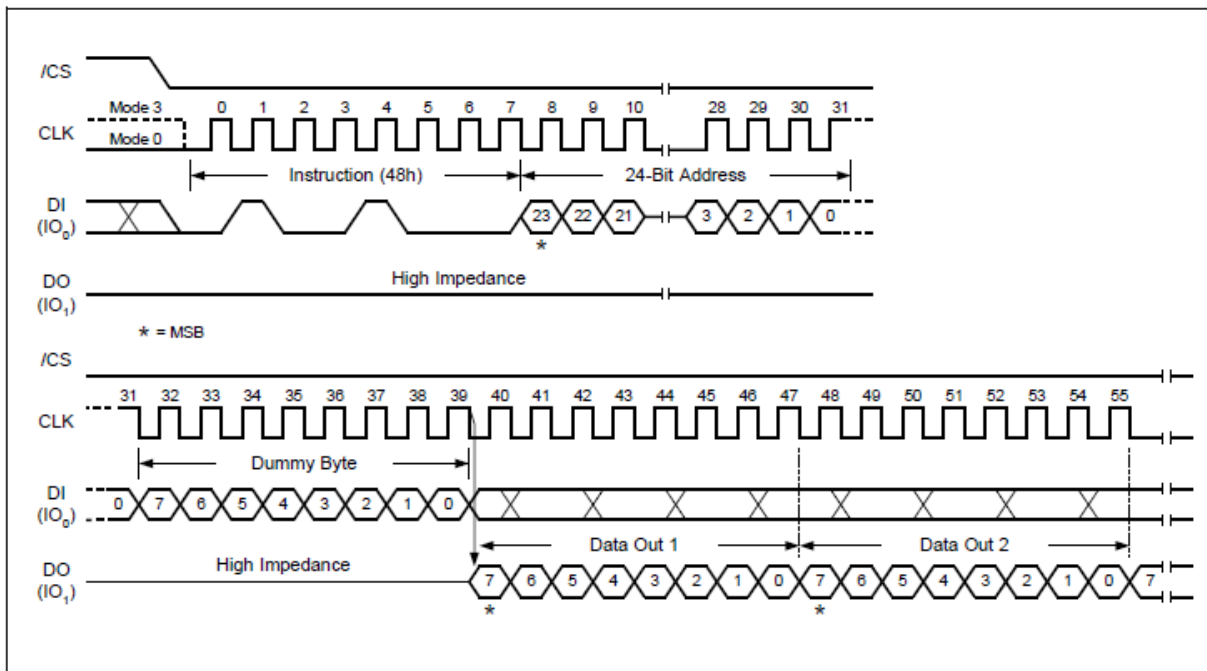 /CS
Mode 3 0 1 2 3 4 5 6 7 8 9 10 28 29 30 31
CLK
Mode 0
Instruction (48h) 24-Bit Address
DI
(IO0) 23 22 21 3 2 1 0
*
DO High Impedance
(IO1)
* = MSB
/CS
31 32 33 34 35 36 37 38 39 40 41 42 43 44 45 46 47 48 49 50 51 52 53 54 55
CLK
Dummy Byte
DI
(IO0) 0 7 6 5 4 3 2 1 0
Data Out 1 Data Out 2
DO High Impedance
(IO1) 7 6 5 4 3 2 1 0 7 6 5 4 3 2 1 0 7
* *